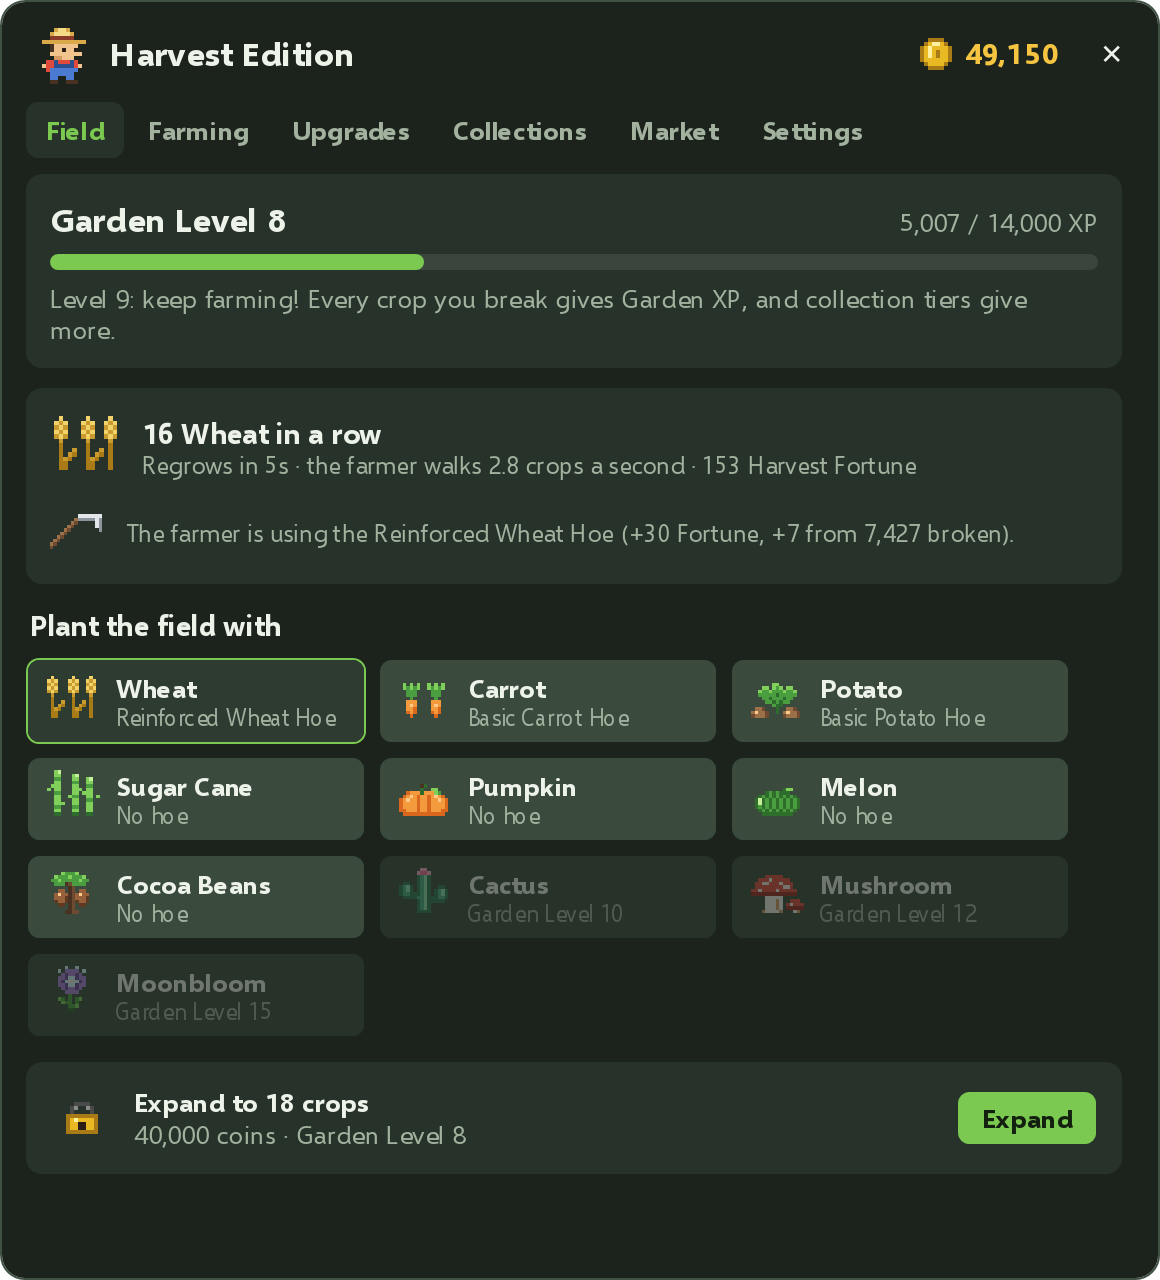 Harvest Edition
49,150
×
Field Farming Upgrades Collections Market Settings
Garden Level 8
5,007 / 14,000 XP
Level 9: keep farming! Every crop you break gives Garden XP, and collection tiers give
more.
16 Wheat in a row
Regrows in 5s · the farmer walks 2.8 crops a second · 153 Harvest Fortune
The farmer is using the Reinforced Wheat Hoe (+30 Fortune, +7 from 7,427 broken).
Plant the field with
Wheat
Reinforced Wheat Hoe
Carrot
Basic Carrot Hoe
Potato
Basic Potato Hoe
Sugar Cane
No hoe
Pumpkin
No hoe
Melon
No hoe
Cocoa Beans
No hoe
Cactus
Garden Level 10
Mushroom
Garden Level 12
Moonbloom
Garden Level 15
Expand to 18 crops
40,000 coins · Garden Level 8
Expand